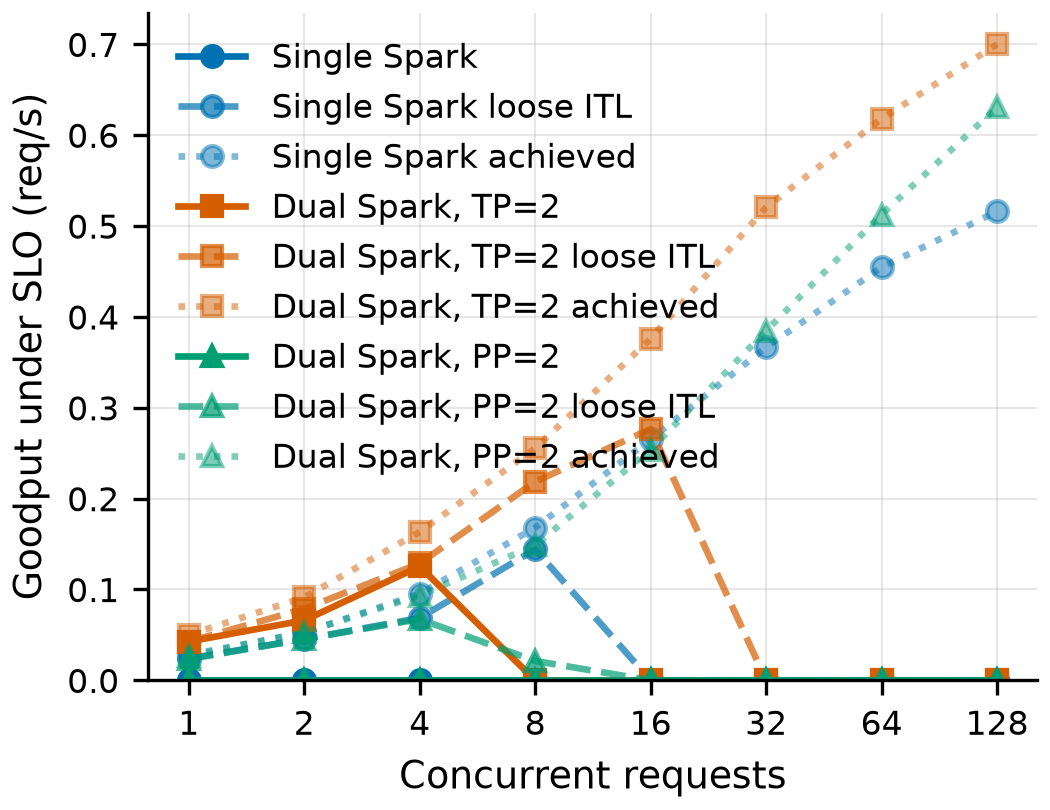 Goodput under SLO (req/s)
0.7
0.6
0.5
0.4
0.3
0.2
0.1
0.0
Single Spark
Single Spark loose ITL
Single Spark achieved
Dual Spark, TP=2
Dual Spark, TP=2 loose ITL
Dual Spark, TP=2 achieved
Dual Spark, PP=2
Dual Spark, PP=2 loose ITL
Dual Spark, PP=2 achieved
1 2 4 8 16 32 64 128
Concurrent requests